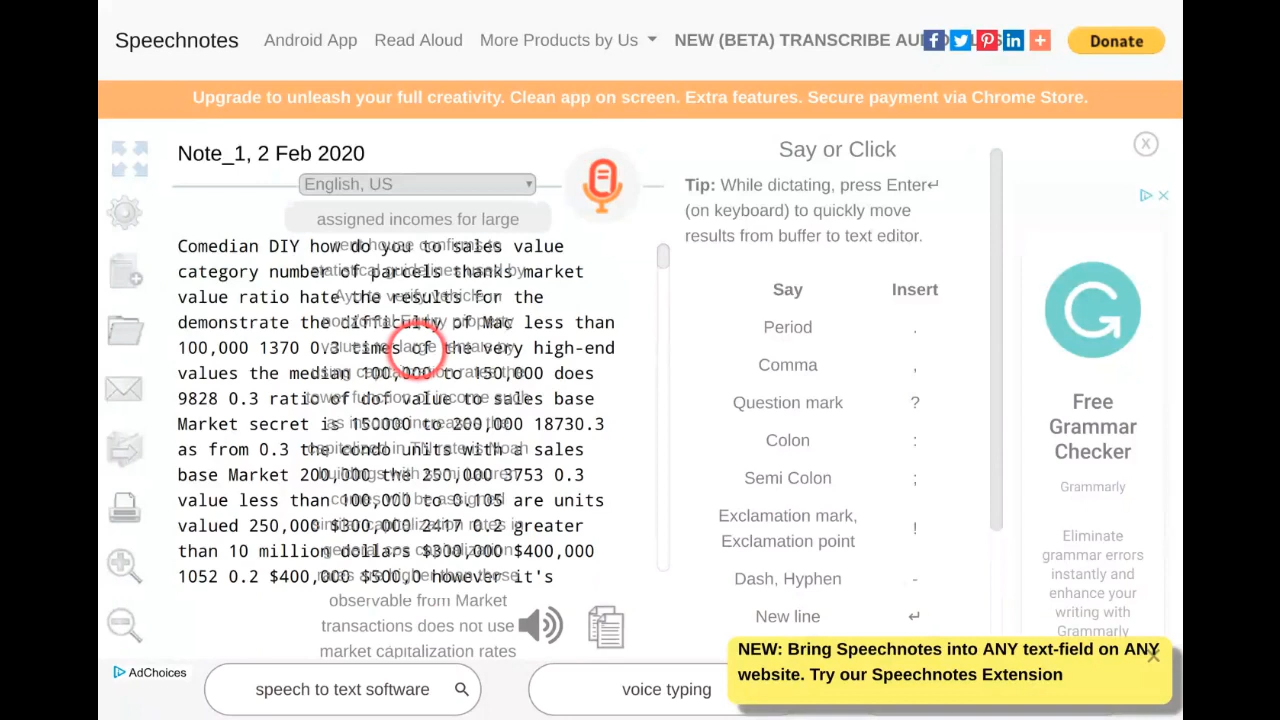 Speechnotes Android App Read Aloud More Products by Us NEW (BETA) TRANSCRIBE Donate
Upgrade to unleash your full creativity. Clean app on screen. Extra features. Secure payment via Chrome Store.
Note_1, 2 Feb 2020
English, US
assigned incomes for large
Comedian DIY how do you to sales value
category number of parcels thanks market
value ratio hate the results for the
demonstrate the difficulty of Mac less than
100,000 1370 0.3 times of the very high-end
values the median 100,000 to 150,000 does
9828 0.3 ratio of doc value to sales base
Market secret is 15000 to 200,000 18730.3
as from 0.3 the condo units with a sales
base Market 200,000 the 250,000 3753 0.3
value less than 100,000 to 0.05 are units
valued 250,000 $300,000 2417 0.2 greater
than 10 million dollars $300,000 $400,000
1052 0.2 $400,000 $500,0 however it's
rates are higher than those
observable from Market
transactions does not use
market capitalization rates
Say or Click
Tip: While dictating, press Enter↵
(on keyboard) to quickly move
results from buffer to text editor.
Say Insert
Period .
Comma ,
Question mark ?
Colon :
Semi Colon ;
Exclamation mark,
Exclamation point !
Dash, Hyphen -
New line ↵
X
Free
Grammar
Checker
Grammarly
Eliminate
grammar errors
instantly and
enhance your
writing with
Grammarly
NEW: Bring Speechnotes into ANY text-field on ANY
website. Try our Speechnotes Extension
AdChoices
speech to text software
voice typing